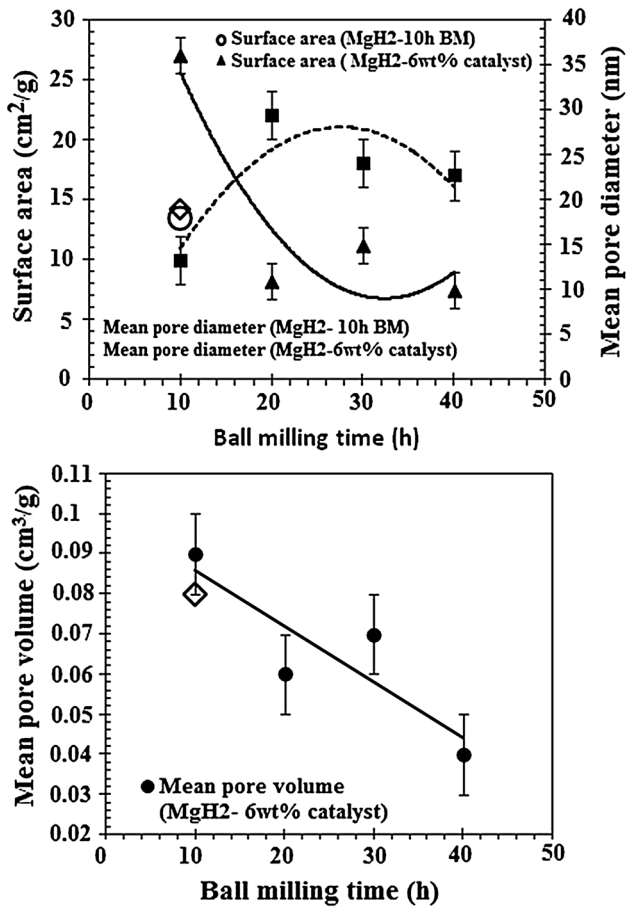 30
25
20
15
10
5
0
Surface area (cm²/g)
Surface area (MgH2-10h BM)
Surface area ( MgH2-6wt% catalyst)
Mean pore diameter (MgH2- 10h BM)
Mean pore diameter (MgH2-6wt% catalyst)
40
35
30
25
20
15
10
5
0
Mean pore diameter (nm)
0 10 20 30 40 50
Ball milling time (h)
0.11
0.1
0.09
0.08
0.07
0.06
0.05
0.04
0.03
0.02
Mean pore volume (cm³/g)
Mean pore volume
(MgH2- 6wt% catalyst)
0 10 20 30 40 50
Ball milling time (h)